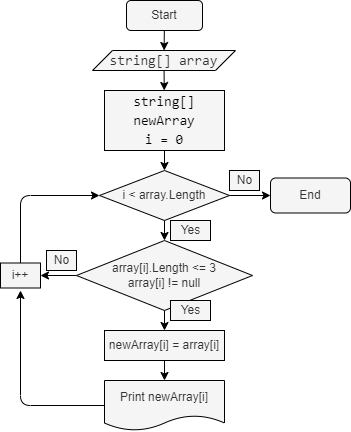 Start
string[] array
string[]
newArray
i = 0
i < array.Length
No
End
Yes
array[i].Length <= 3
array[i] != null
No
i++
Yes
newArray[i] = array[i]
Print newArray[i]